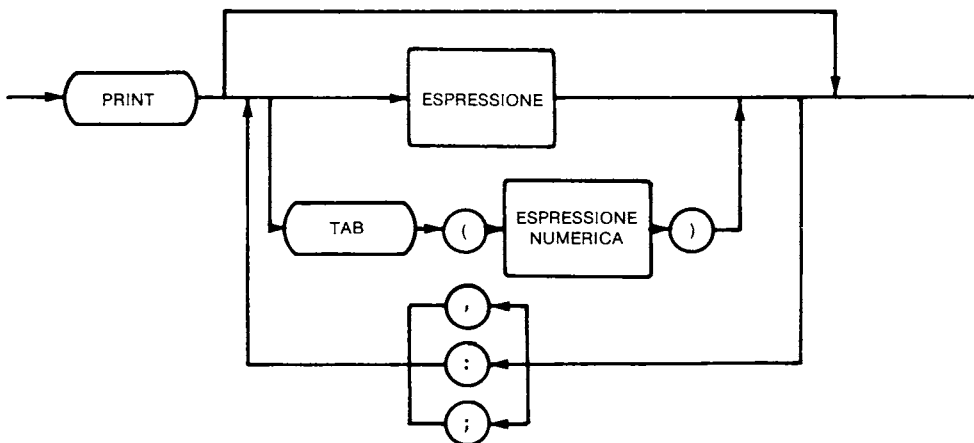 PRINT
ESPRESSIONE
TAB
(
ESPRESSIONE
NUMERICA
)
,
:
;